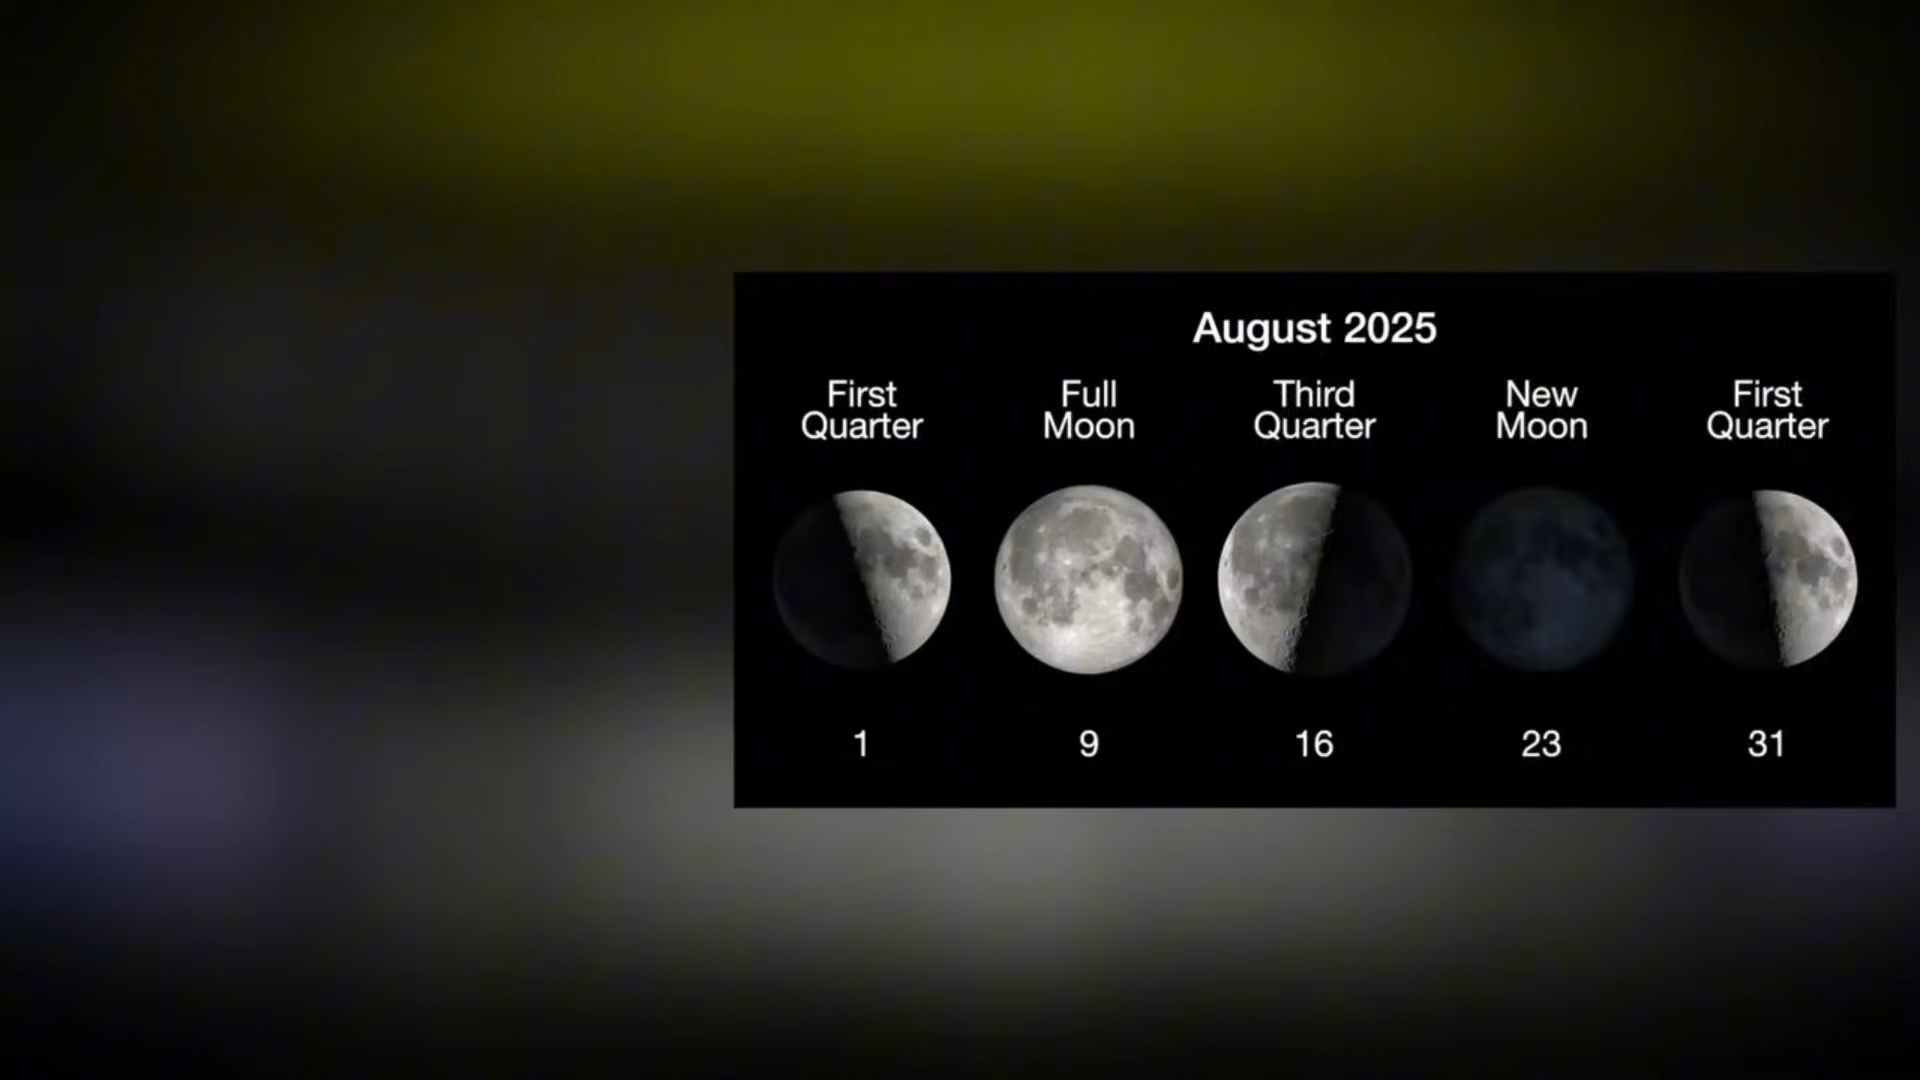 August 2025
First
Quarter
Full
Moon
Third
Quarter
New
Moon
First
Quarter
1
9
16
23
31